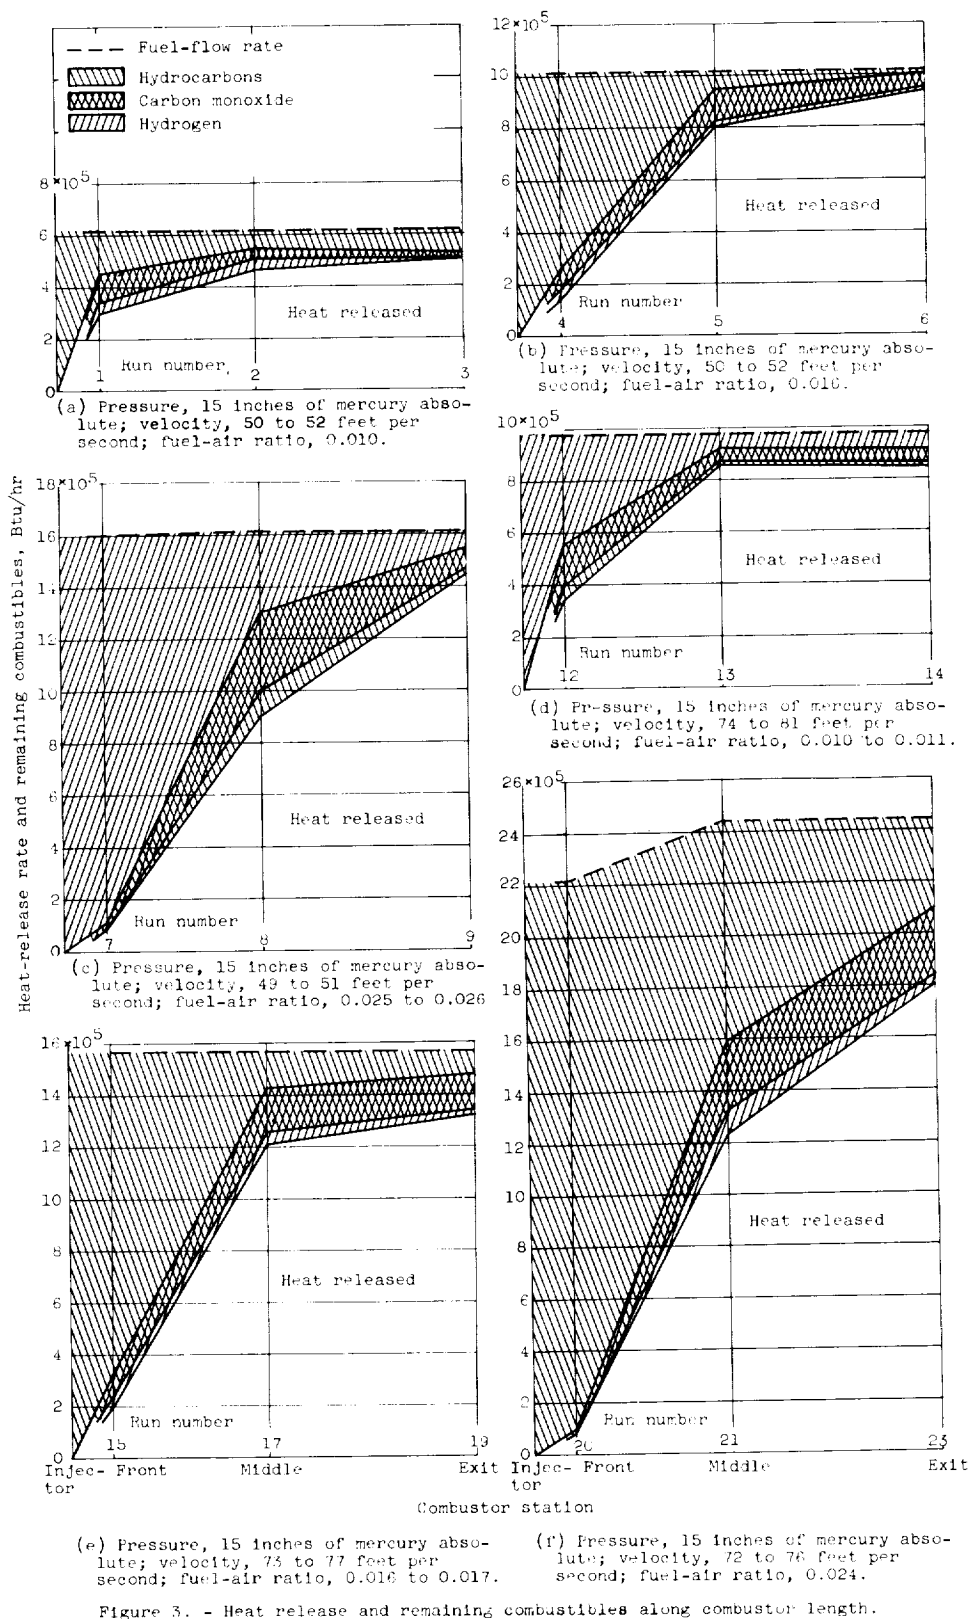 Fuel-flow rate
Hydrocarbons
Carbon monoxide
Hydrogen
8×10⁵
6
4
2
0
Heat released
Run number
1
2
3
(a) Pressure, 15 inches of mercury abso-
lute; velocity, 50 to 52 feet per
second; fuel-air ratio, 0.010.
12×10⁵
10
8
6
4
2
0
Heat released
Run number
4
5
6
(b) Pressure, 15 inches of mercury abso-
lute; velocity, 50 to 52 feet per
second; fuel-air ratio, 0.016.
Heat-release rate and remaining combustibles, Btu/hr
18×10⁵
16
14
12
10
8
6
4
2
0
Heat released
Run number
7
8
9
(c) Pressure, 15 inches of mercury abso-
lute; velocity, 49 to 51 feet per
second; fuel-air ratio, 0.025 to 0.026
10×10⁵
8
6
4
2
0
Heat released
Run number
12
13
14
(d) Pressure, 15 inches of mercury abso-
lute; velocity, 74 to 81 feet per
second; fuel-air ratio, 0.010 to 0.011.
16×10⁵
14
12
10
8
6
4
2
0
Heat released
Run number
15
17
19
Injec-
tor
Front
Middle
Exit
26×10⁵
24
22
20
18
16
14
12
10
8
6
4
2
0
Heat released
Run number
20
21
23
Injec-
tor
Front
Middle
Exit
Combustor station
(e) Pressure, 15 inches of mercury abso-
lute; velocity, 73 to 77 feet per
second; fuel-air ratio, 0.016 to 0.017.
(f) Pressure, 15 inches of mercury abso-
lute; velocity, 72 to 76 feet per
second; fuel-air ratio, 0.024.
Figure 3. - Heat release and remaining combustibles along combustor length.